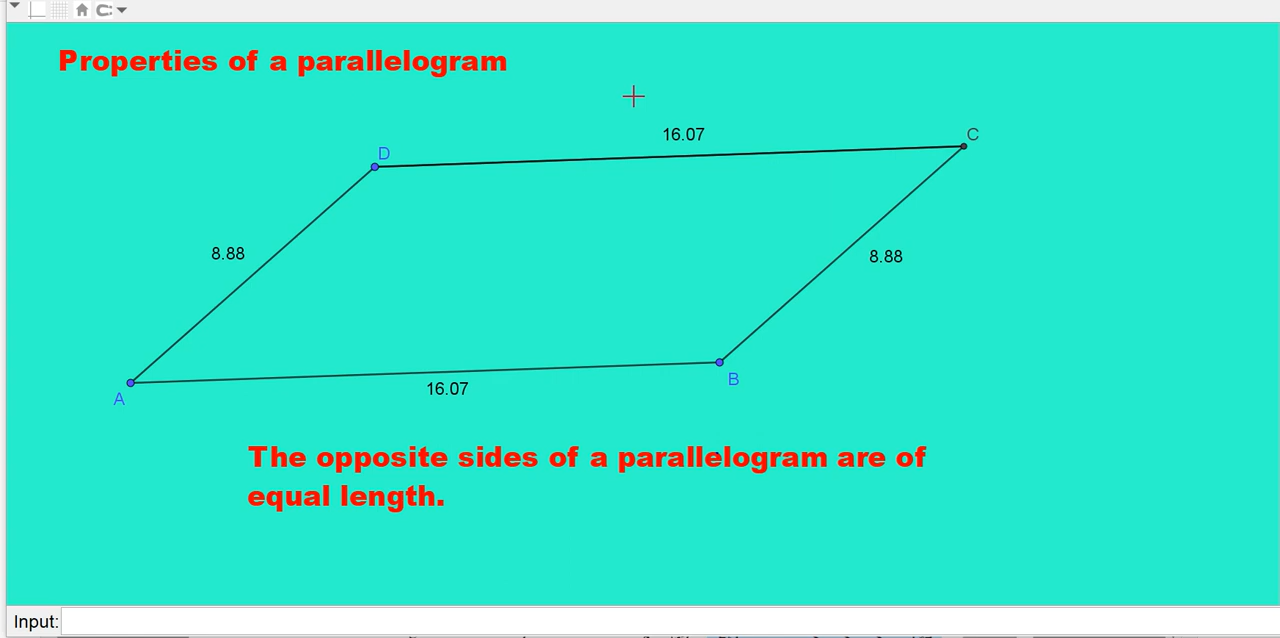 Properties of a parallelogram
16.07
C
D
8.88
8.88
B
16.07
A
The opposite sides of a parallelogram are of
equal length.
Input: